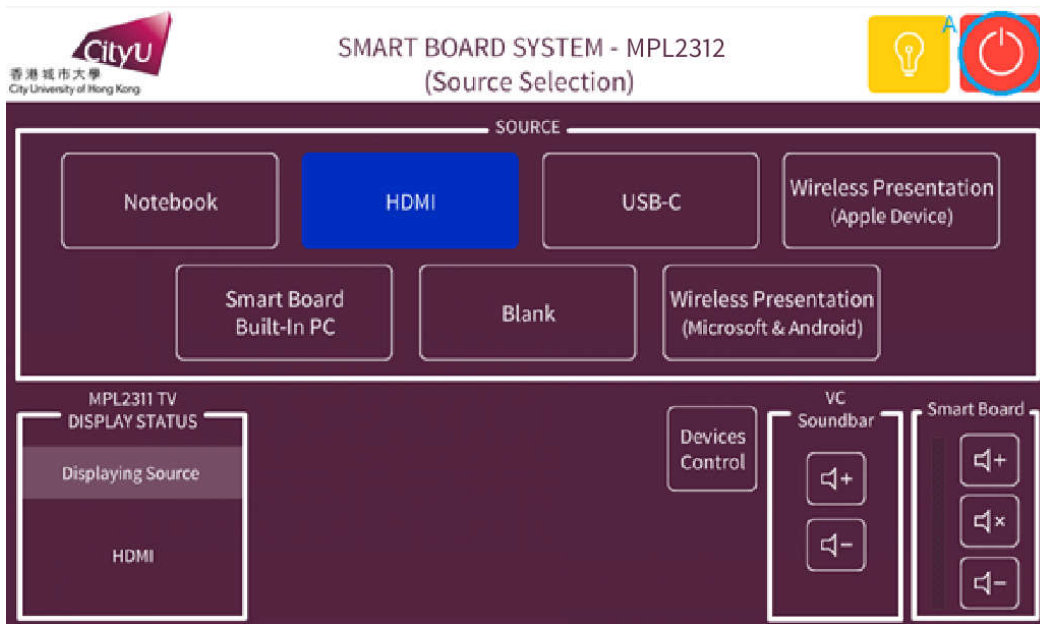 CityU
香港城市大學
City University of Hong Kong
SMART BOARD SYSTEM - MPL2312
(Source Selection)
A
SOURCE
Notebook
HDMI
USB-C
Wireless Presentation
(Apple Device)
Smart Board
Built-In PC
Blank
Wireless Presentation
(Microsoft & Android)
MPL2311 TV
DISPLAY STATUS
Displaying Source
HDMI
Devices
Control
VC
Soundbar
Smart Board